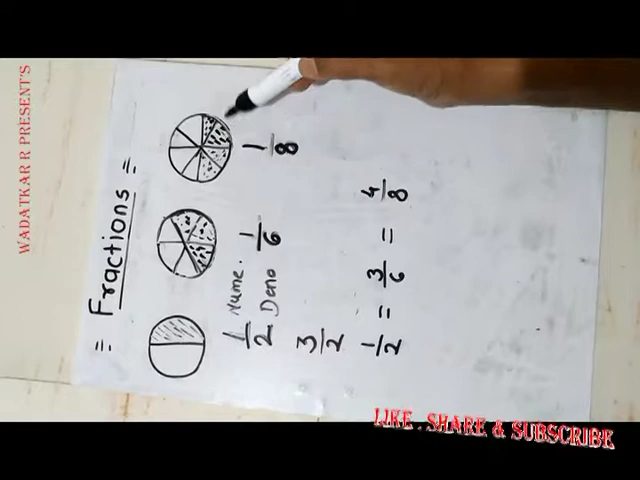 WADATKAR R PRESENT'S
= Fractions =
1/2 Nume. Deno 1/6 1/8
3/2
1/2 = 3/6 = 4/8
LIKE . SHARE & SUBSCRIBE